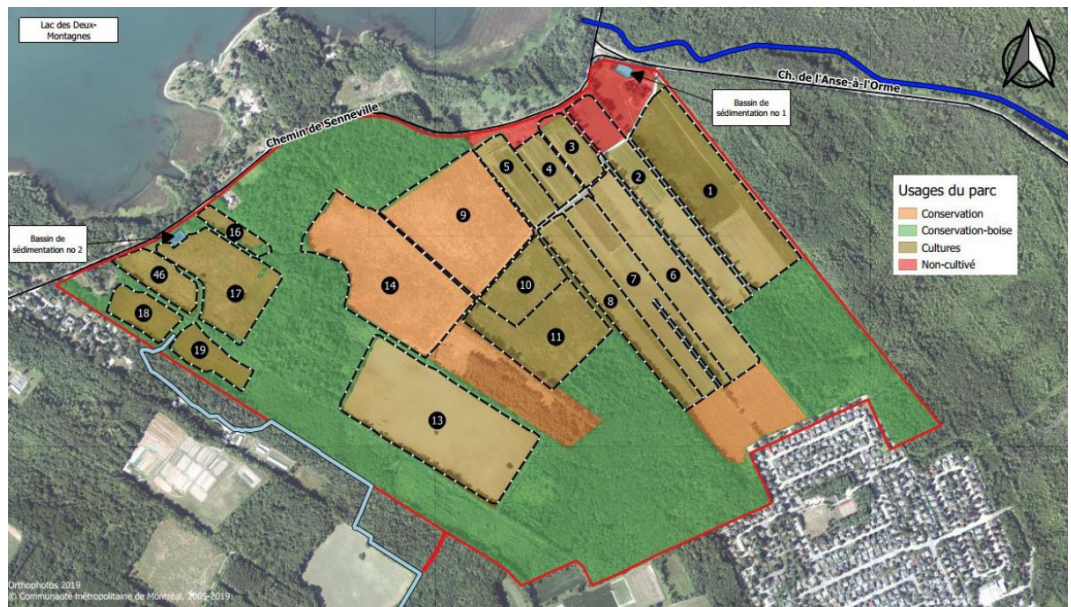 Lac des Deux-
Montagnes
Ch. de l'Anse-à-l'Orme
Bassin de
sédimentation no 1
Chemin de Senneville
3
5
4
2
1
Usages du parc
Conservation
Conservation-boise
Cultures
Non-cultivé
9
16
Bassin de
sédimentation no 2
46
17
14
10
7
6
8
11
18
19
13
Orthophotos 2019
© Communauté métropolitaine de Montréal, 2005-2019